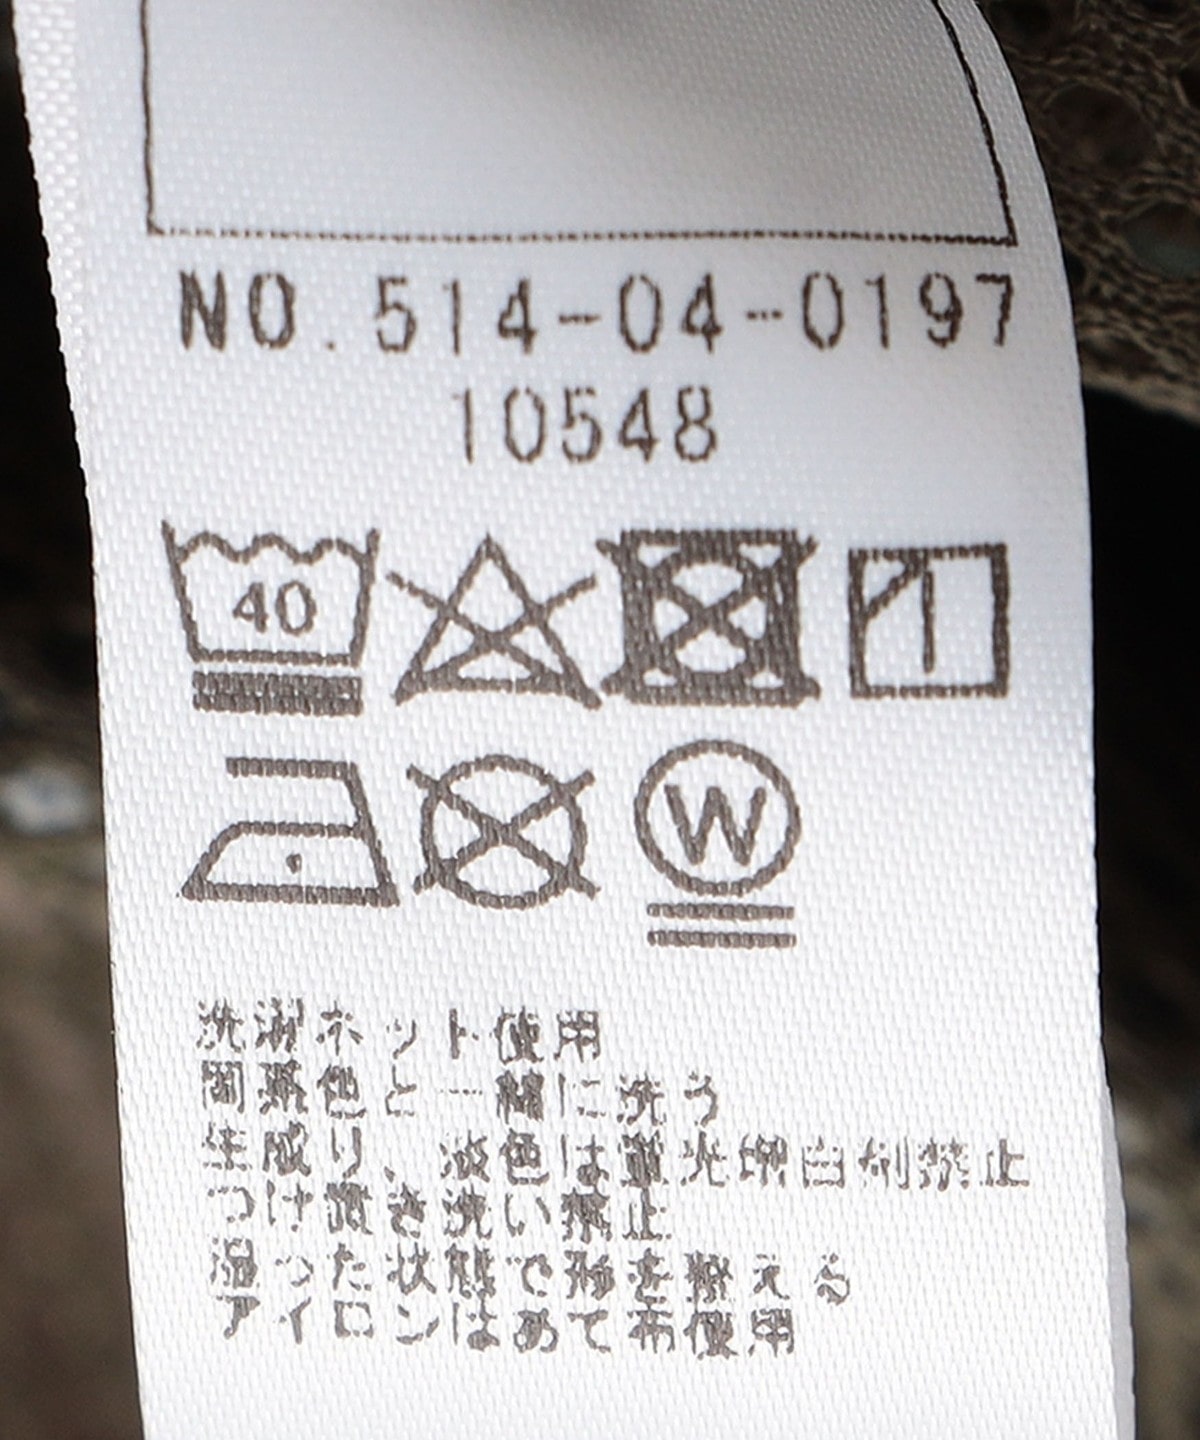 NO.514-04-0197
10548
40
W
洗濯ネット使用
同系色と一緒に洗う
生成り、淡色は蛍光増白剤禁止
つけ置き洗い禁止
湿った状態で形を整える
アイロンはあて布使用